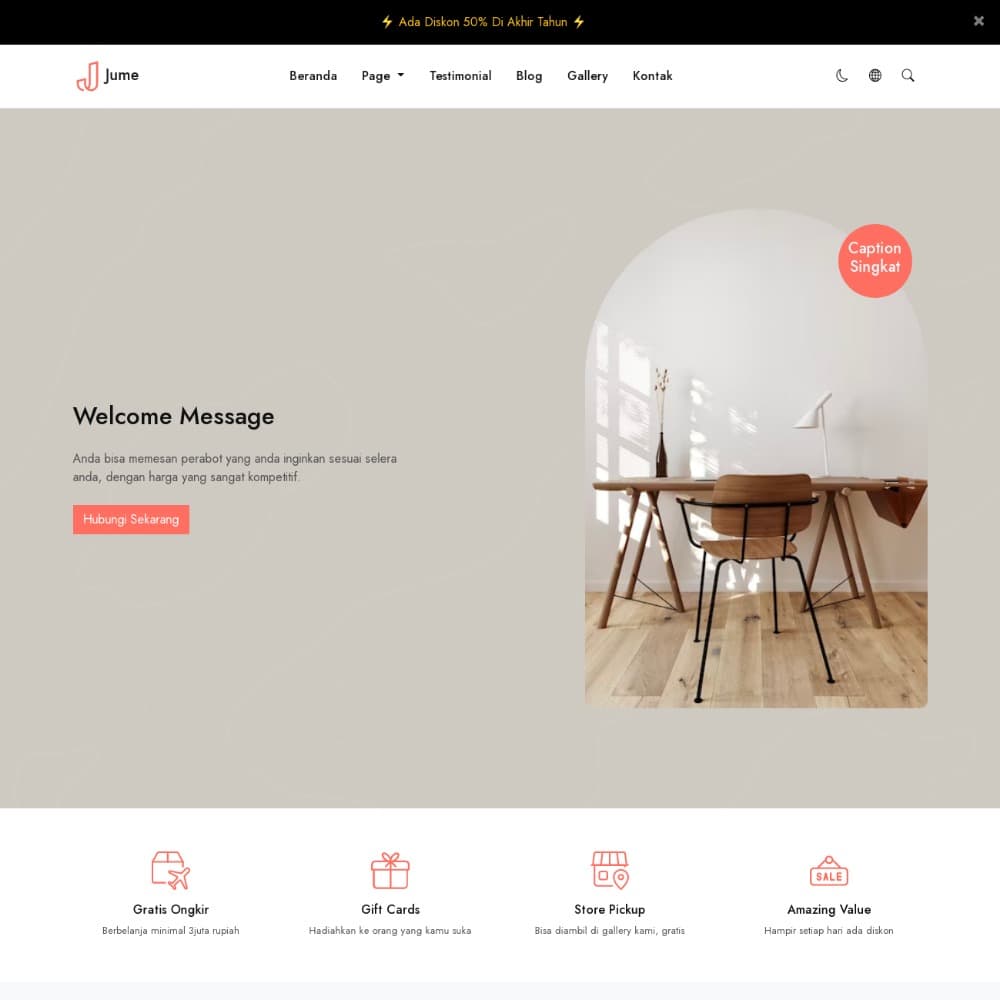 ⚡ Ada Diskon 50% Di Akhir Tahun ⚡
Jume
Beranda Page Testimonial Blog Gallery Kontak
Caption
Singkat
Welcome Message
Anda bisa memesan perabot yang anda inginkan sesuai selera
anda, dengan harga yang sangat kompetitif.
Hubungi Sekarang
SALE
Gratis Ongkir Gift Cards Store Pickup Amazing Value
Berbelanja minimal 3juta rupiah Hadiahkan ke orang yang kamu suka Bisa diambil di gallery kami, gratis Hampir setiap hari ada diskon